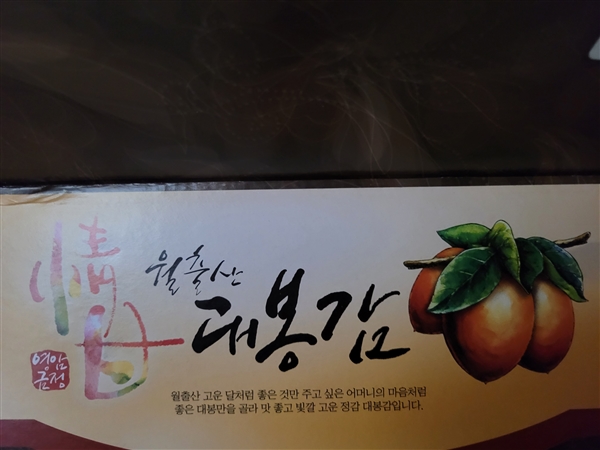 情母
영암
금정
월출산
대봉감
월출산 고운 달처럼 좋은 것만 주고 싶은 어머니의 마음처럼
좋은 대봉만을 골라 맛 좋고 빛깔 고운 정감 대봉감입니다.